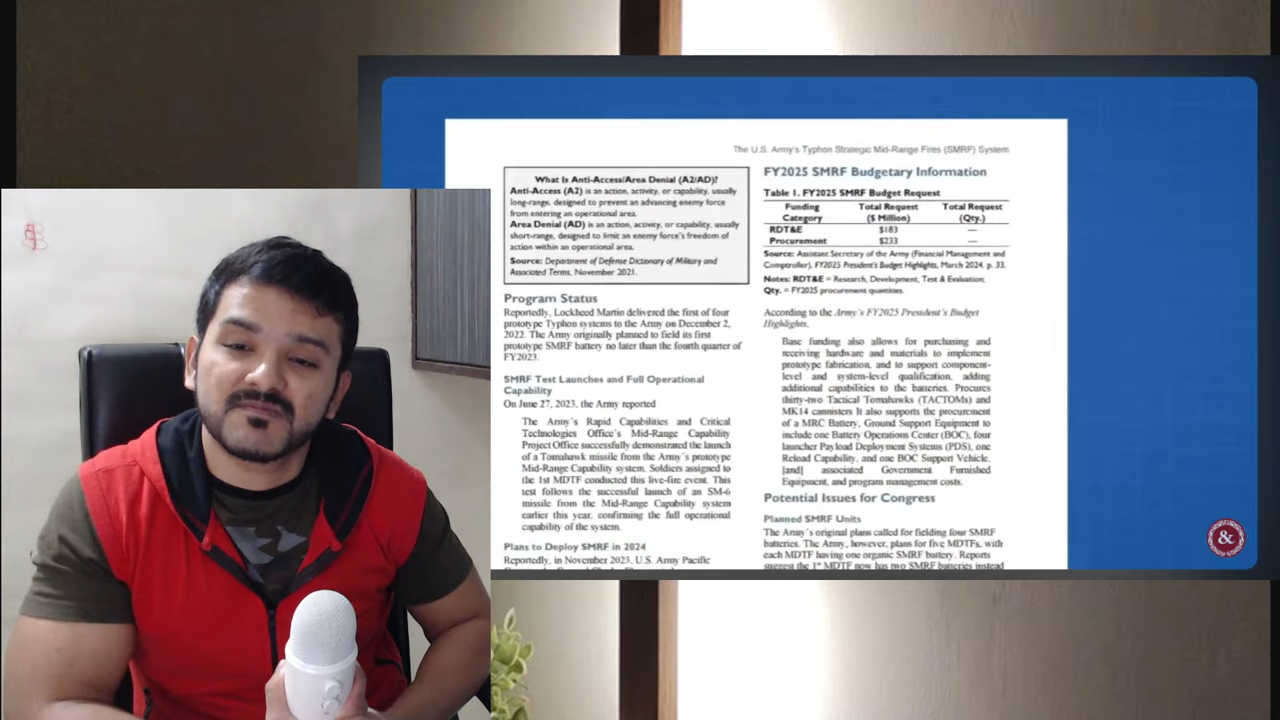 The U.S. Army's Typhon Strategic Mid-Range Fires (SMRF) System
What Is Anti-Access/Area Denial (A2/AD)?
Anti-Access (A2) is an action, activity, or capability, usually
long-range, designed to prevent an advancing enemy force
from entering an operational area.
Area Denial (AD) is an action, activity, or capability, usually
short-range, designed to limit an enemy force's freedom of
action within an operational area.
Source: Department of Defense Dictionary of Military and
Associated Terms, November 2021.
Program Status
Reportedly, Lockheed Martin delivered the first of four
prototype Typhon systems to the Army on December 2,
2022. The Army originally planned to field its first
prototype SMRF battery no later than the fourth quarter of
FY2023.
SMRF Test Launches and Full Operational
Capability
On June 27, 2023, the Army reported
The Army's Rapid Capabilities and Critical
Technologies Office's Mid-Range Capability
Project Office successfully demonstrated the launch
of a Tomahawk missile from the Army's prototype
Mid-Range Capability system. Soldiers assigned to
the 1st MDTF conducted this live-fire event. This
test follows the successful launch of an SM-6
missile from the Mid-Range Capability system
earlier this year, confirming the full operational
capability of the system.
Plans to Deploy SMRF in 2024
Reportedly, in November 2023, U.S. Army Pacific
FY2025 SMRF Budgetary Information
Table 1. FY2025 SMRF Budget Request
Funding Total Request Total Request
Category ($ Million) (Qty.)
RDT&E $183 —
Procurement $233 —
Source: Assistant Secretary of the Army (Financial Management and
Comptroller), FY2025 President's Budget Highlights, March 2024, p. 33.
Notes: RDT&E = Research, Development, Test & Evaluation;
Qty. = FY2025 procurement quantities.
According to the Army's FY2025 President's Budget
Highlights,
Base funding also allows for purchasing and
receiving hardware and materials to implement
prototype fabrication, and to support component-
level and system-level qualification, adding
additional capabilities to the batteries. Procures
thirty-two Tactical Tomahawks (TACTOMs) and
MK14 cannisters It also supports the procurement
of a MRC Battery, Ground Support Equipment to
include one Battery Operations Center (BOC), four
launcher Payload Deployment Systems (PDS), one
Reload Capability, and one BOC Support Vehicle,
[and] associated Government Furnished
Equipment, and program management costs.
Potential Issues for Congress
Planned SMRF Units
The Army's original plans called for fielding four SMRF
batteries. The Army, however, plans for five MDTFs, with
each MDTF having one organic SMRF battery. Reports
suggest the 1st MDTF now has two SMRF batteries instead
&